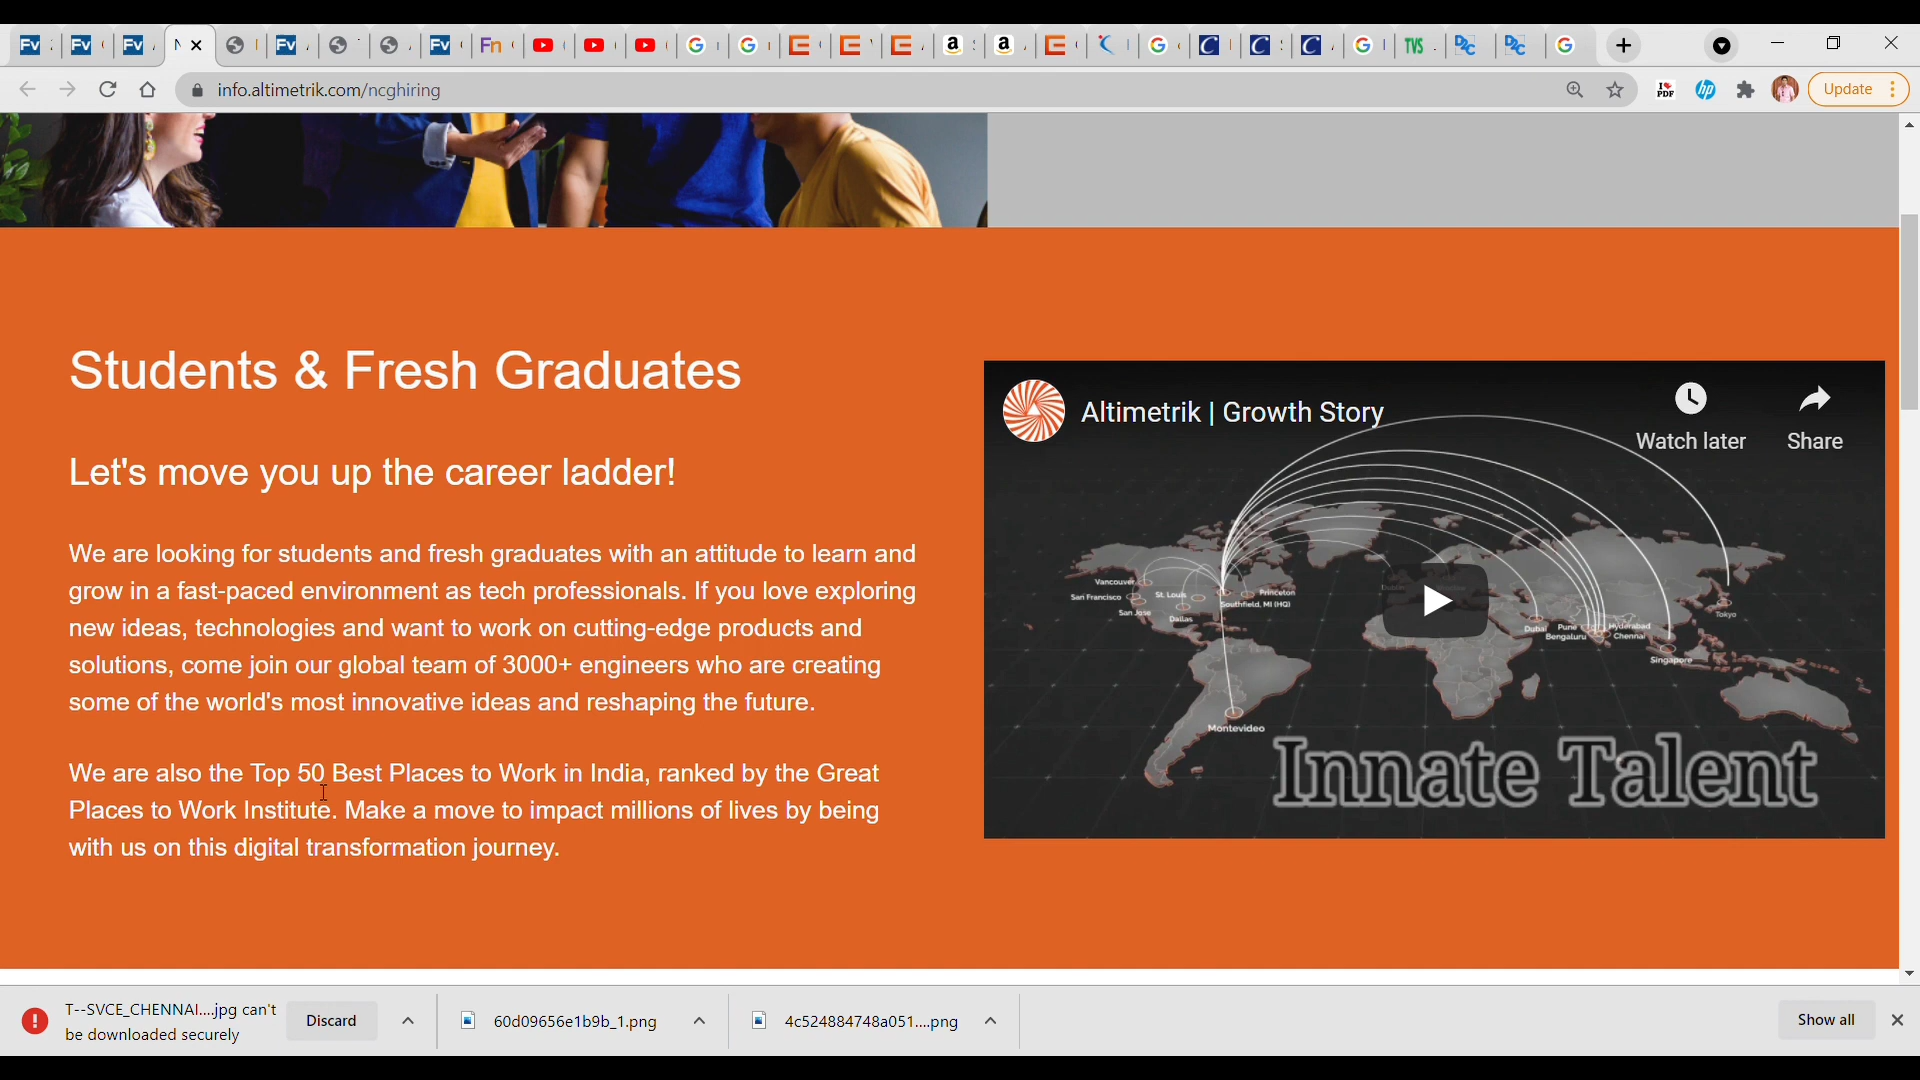 info.altimetrik.com/ncghiring
Update
Students & Fresh Graduates
Let's move you up the career ladder!
We are looking for students and fresh graduates with an attitude to learn and
grow in a fast-paced environment as tech professionals. If you love exploring
new ideas, technologies and want to work on cutting-edge products and
solutions, come join our global team of 3000+ engineers who are creating
some of the world's most innovative ideas and reshaping the future.
We are also the Top 50 Best Places to Work in India, ranked by the Great
Places to Work Institute. Make a move to impact millions of lives by being
with us on this digital transformation journey.
Altimetrik | Growth Story
Watch later
Share
Vancouver
San Francisco
San Jose
St. Louis
Dallas
Princeton
Southfield, MI (HQ)
Montevideo
Dubai
Pune
Bengaluru
Hyderabad
Chennai
Singapore
Tokyo
Innate Talent
T--SVCE_CHENNAI....jpg can't
be downloaded securely
Discard
60d09656e1b9b_1.png
4c524884748a051....png
Show all